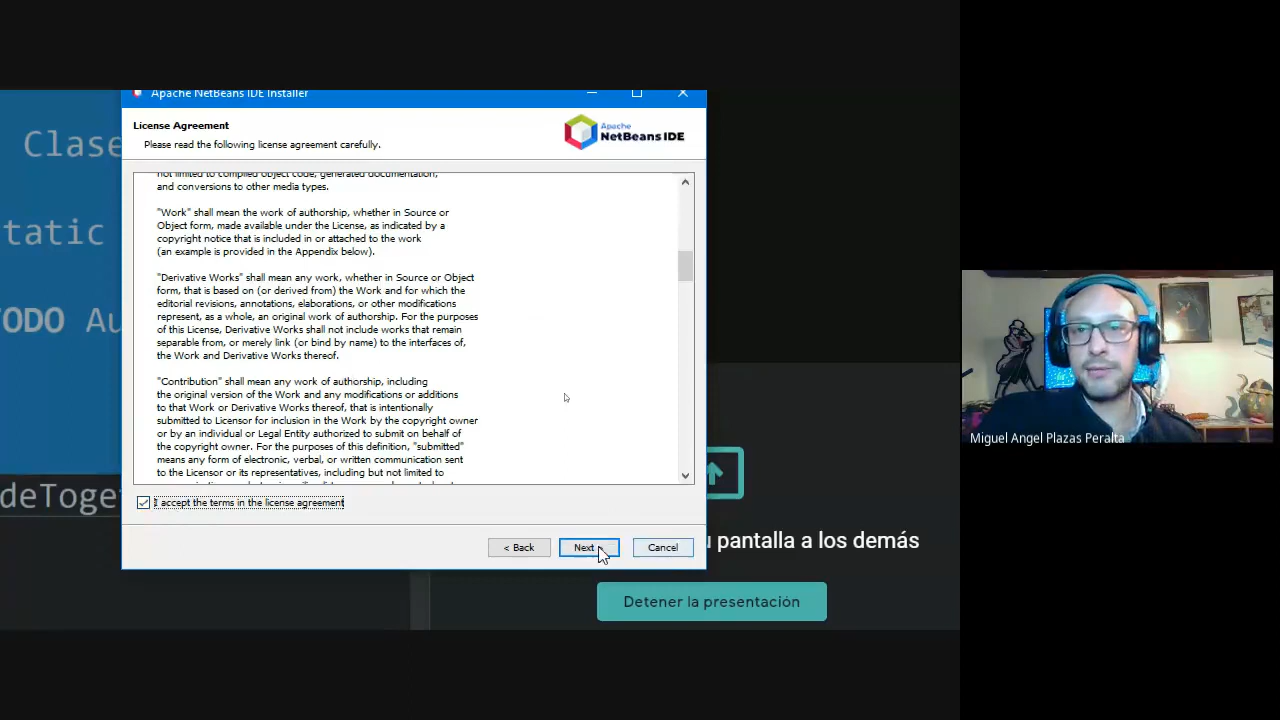 Apache NetBeans IDE Installer
License Agreement
Please read the following license agreement carefully.
Apache
NetBeans IDE
not limited to compiled object code, generated documentation,
and conversions to other media types.
"Work" shall mean the work of authorship, whether in Source or
Object form, made available under the License, as indicated by a
copyright notice that is included in or attached to the work
(an example is provided in the Appendix below).
"Derivative Works" shall mean any work, whether in Source or Object
form, that is based on (or derived from) the Work and for which the
editorial revisions, annotations, elaborations, or other modifications
represent, as a whole, an original work of authorship. For the purposes
of this License, Derivative Works shall not include works that remain
separable from, or merely link (or bind by name) to the interfaces of,
the Work and Derivative Works thereof.
"Contribution" shall mean any work of authorship, including
the original version of the Work and any modifications or additions
to that Work or Derivative Works thereof, that is intentionally
submitted to Licensor for inclusion in the Work by the copyright owner
or by an individual or Legal Entity authorized to submit on behalf of
the copyright owner. For the purposes of this definition, "submitted"
means any form of electronic, verbal, or written communication sent
to the Licensor or its representatives, including but not limited to
I accept the terms in the license agreement
< Back
Next
Cancel
Clase
tatic
TODO Au
deToge
u pantalla a los demás
Detener la presentación
Miguel Angel Plazas Peralta